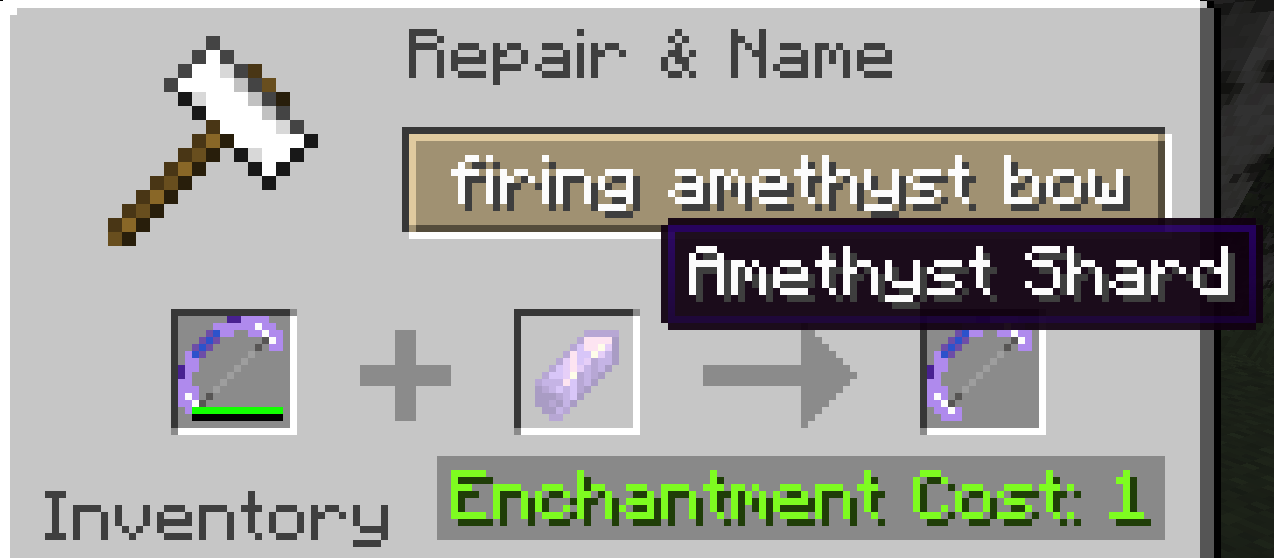 Repair & Name
firing amethyst bow
Amethyst Shard
Enchantment Cost: 1
Inventory